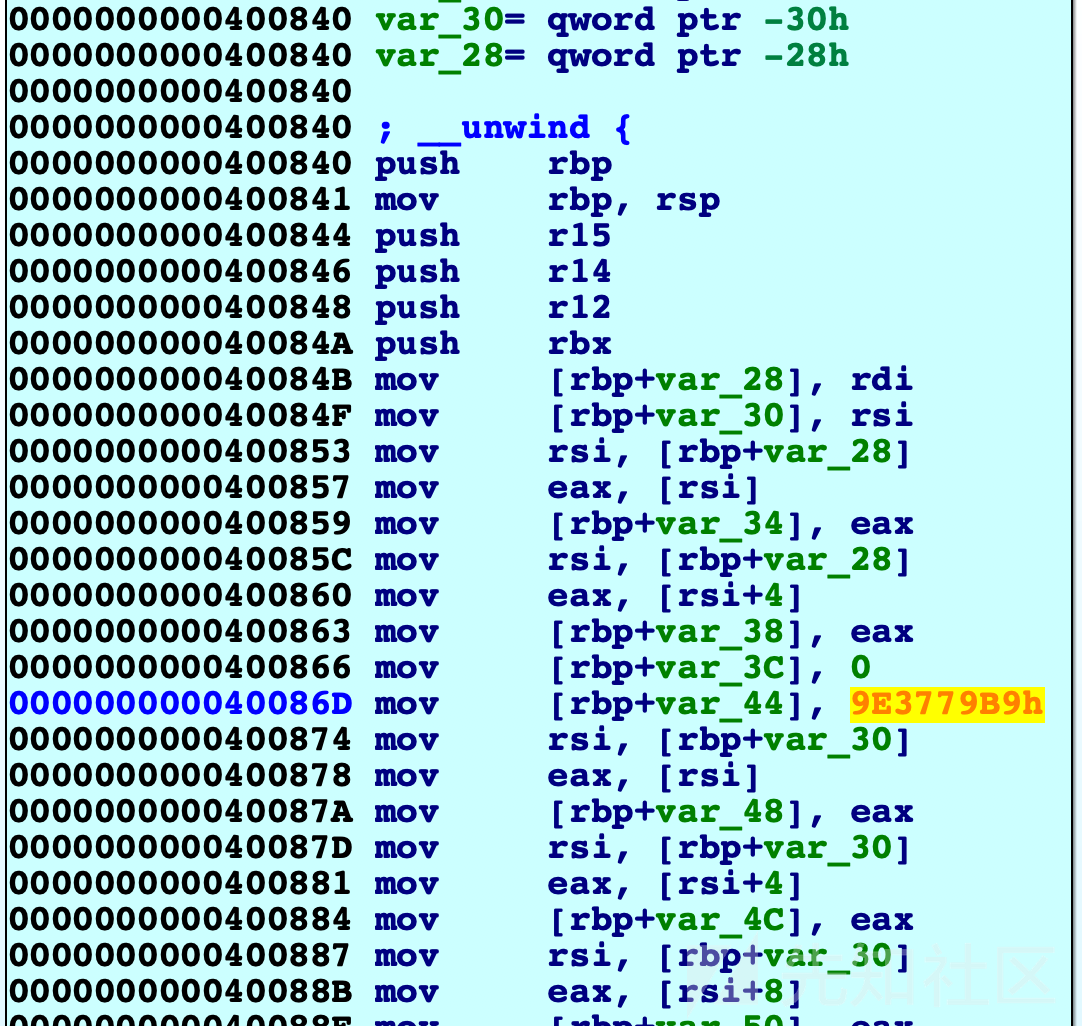 0000000000400840 var_30= qword ptr -30h
0000000000400840 var_28= qword ptr -28h
0000000000400840
0000000000400840 ; __unwind {
0000000000400840 push rbp
0000000000400841 mov rbp, rsp
0000000000400844 push r15
0000000000400846 push r14
0000000000400848 push r12
000000000040084A push rbx
000000000040084B mov [rbp+var_28], rdi
000000000040084F mov [rbp+var_30], rsi
0000000000400853 mov rsi, [rbp+var_28]
0000000000400857 mov eax, [rsi]
0000000000400859 mov [rbp+var_34], eax
000000000040085C mov rsi, [rbp+var_28]
0000000000400860 mov eax, [rsi+4]
0000000000400863 mov [rbp+var_38], eax
0000000000400866 mov [rbp+var_3C], 0
000000000040086D mov [rbp+var_44], 9E3779B9h
0000000000400874 mov rsi, [rbp+var_30]
0000000000400878 mov eax, [rsi]
000000000040087A mov [rbp+var_48], eax
000000000040087D mov rsi, [rbp+var_30]
0000000000400881 mov eax, [rsi+4]
0000000000400884 mov [rbp+var_4C], eax
0000000000400887 mov rsi, [rbp+var_30]
000000000040088B mov eax, [rsi+8]
000000000040088E mov [rbp+var_50], eax
先知社区